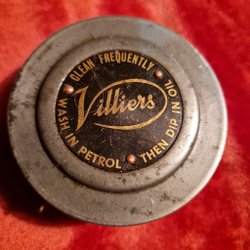 CLEAN FREQUENTLY
Villiers
WASH IN PETROL • THEN DIP IN OIL